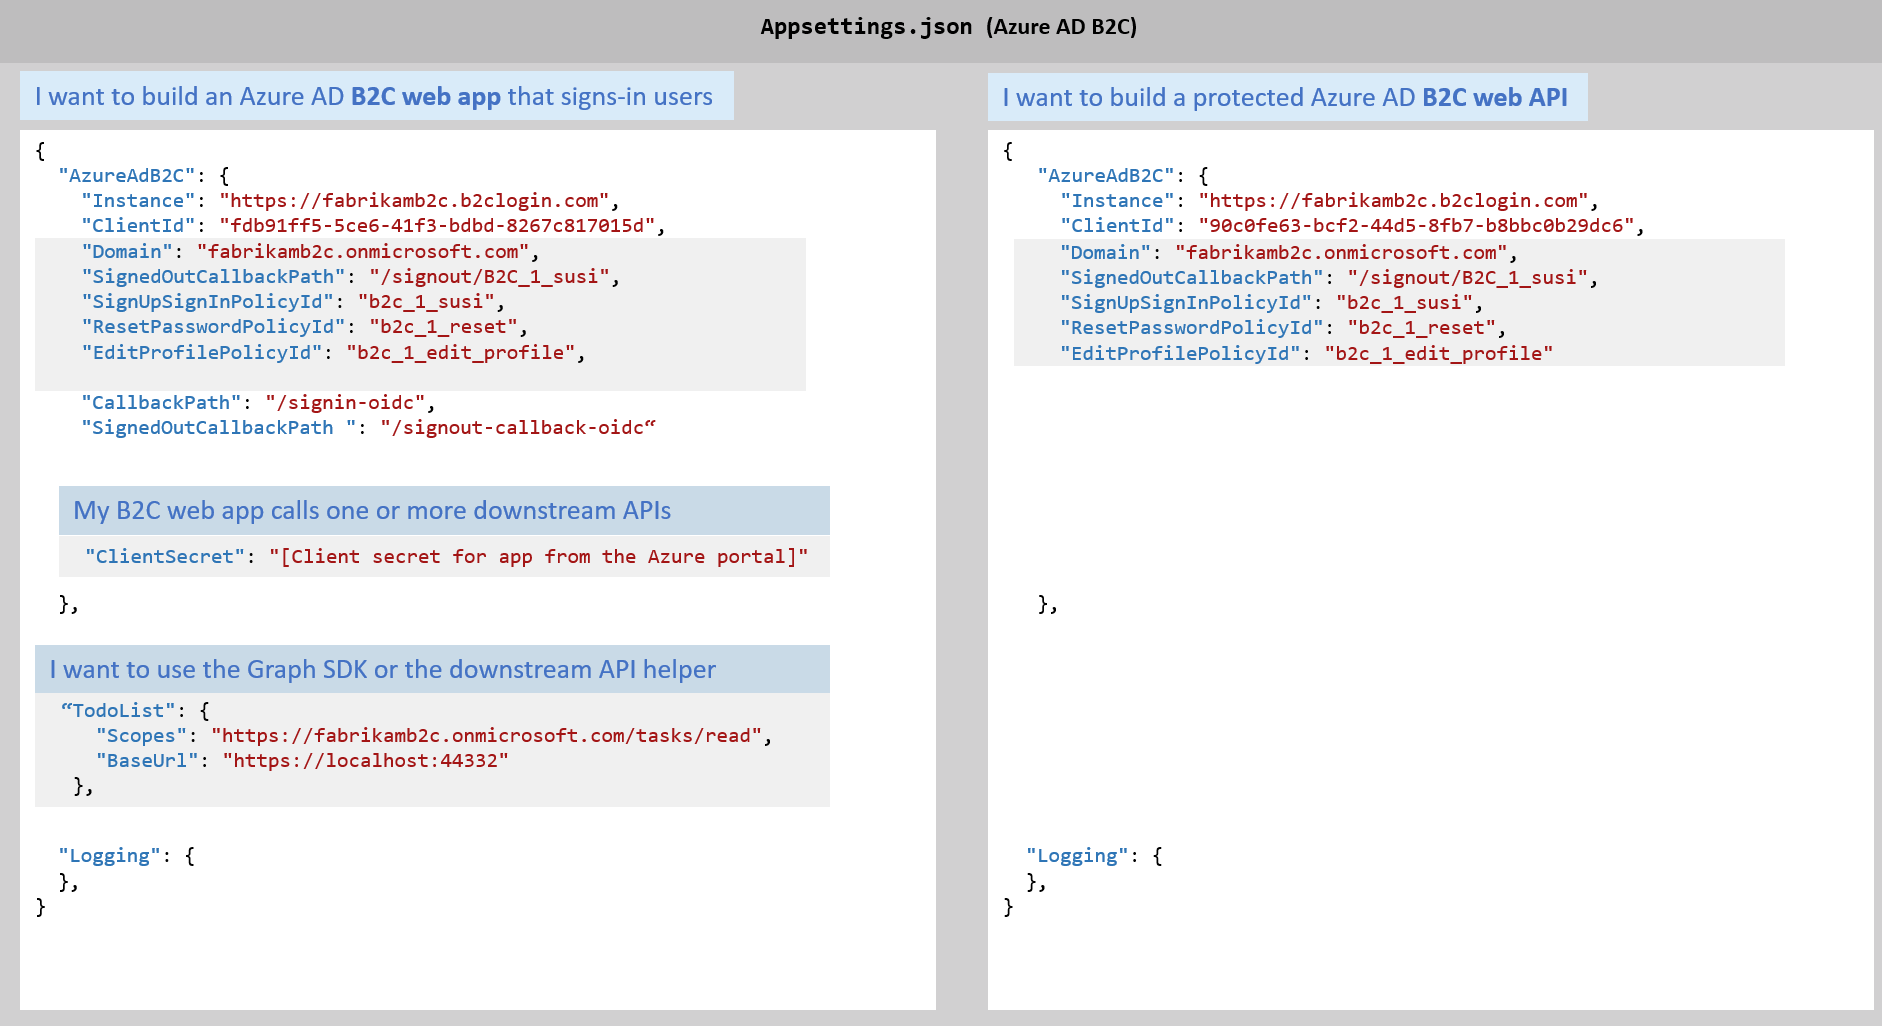 Appsettings.json (Azure AD B2C)
I want to build an Azure AD B2C web app that signs-in users
{
"AzureAdB2C": {
"Instance": "https://fabrikamb2c.b2clogin.com",
"ClientId": "fdb91ff5-5ce6-41f3-bdbd-8267c817015d",
"Domain": "fabrikamb2c.onmicrosoft.com",
"SignedOutCallbackPath": "/signout/B2C_1_susi",
"SignUpSignInPolicyId": "b2c_1_susi",
"ResetPasswordPolicyId": "b2c_1_reset",
"EditProfilePolicyId": "b2c_1_edit_profile",
"CallbackPath": "/signin-oidc",
"SignedOutCallbackPath ": "/signout-callback-oidc“
My B2C web app calls one or more downstream APIs
"ClientSecret": "[Client secret for app from the Azure portal]"
},
I want to use the Graph SDK or the downstream API helper
“TodoList": {
"Scopes": "https://fabrikamb2c.onmicrosoft.com/tasks/read",
"BaseUrl": "https://localhost:44332"
},
"Logging": {
},
}
I want to build a protected Azure AD B2C web API
{
"AzureAdB2C": {
"Instance": "https://fabrikamb2c.b2clogin.com",
"ClientId": "90c0fe63-bcf2-44d5-8fb7-b8bbc0b29dc6",
"Domain": "fabrikamb2c.onmicrosoft.com",
"SignedOutCallbackPath": "/signout/B2C_1_susi",
"SignUpSignInPolicyId": "b2c_1_susi",
"ResetPasswordPolicyId": "b2c_1_reset",
"EditProfilePolicyId": "b2c_1_edit_profile"
},
"Logging": {
},
}